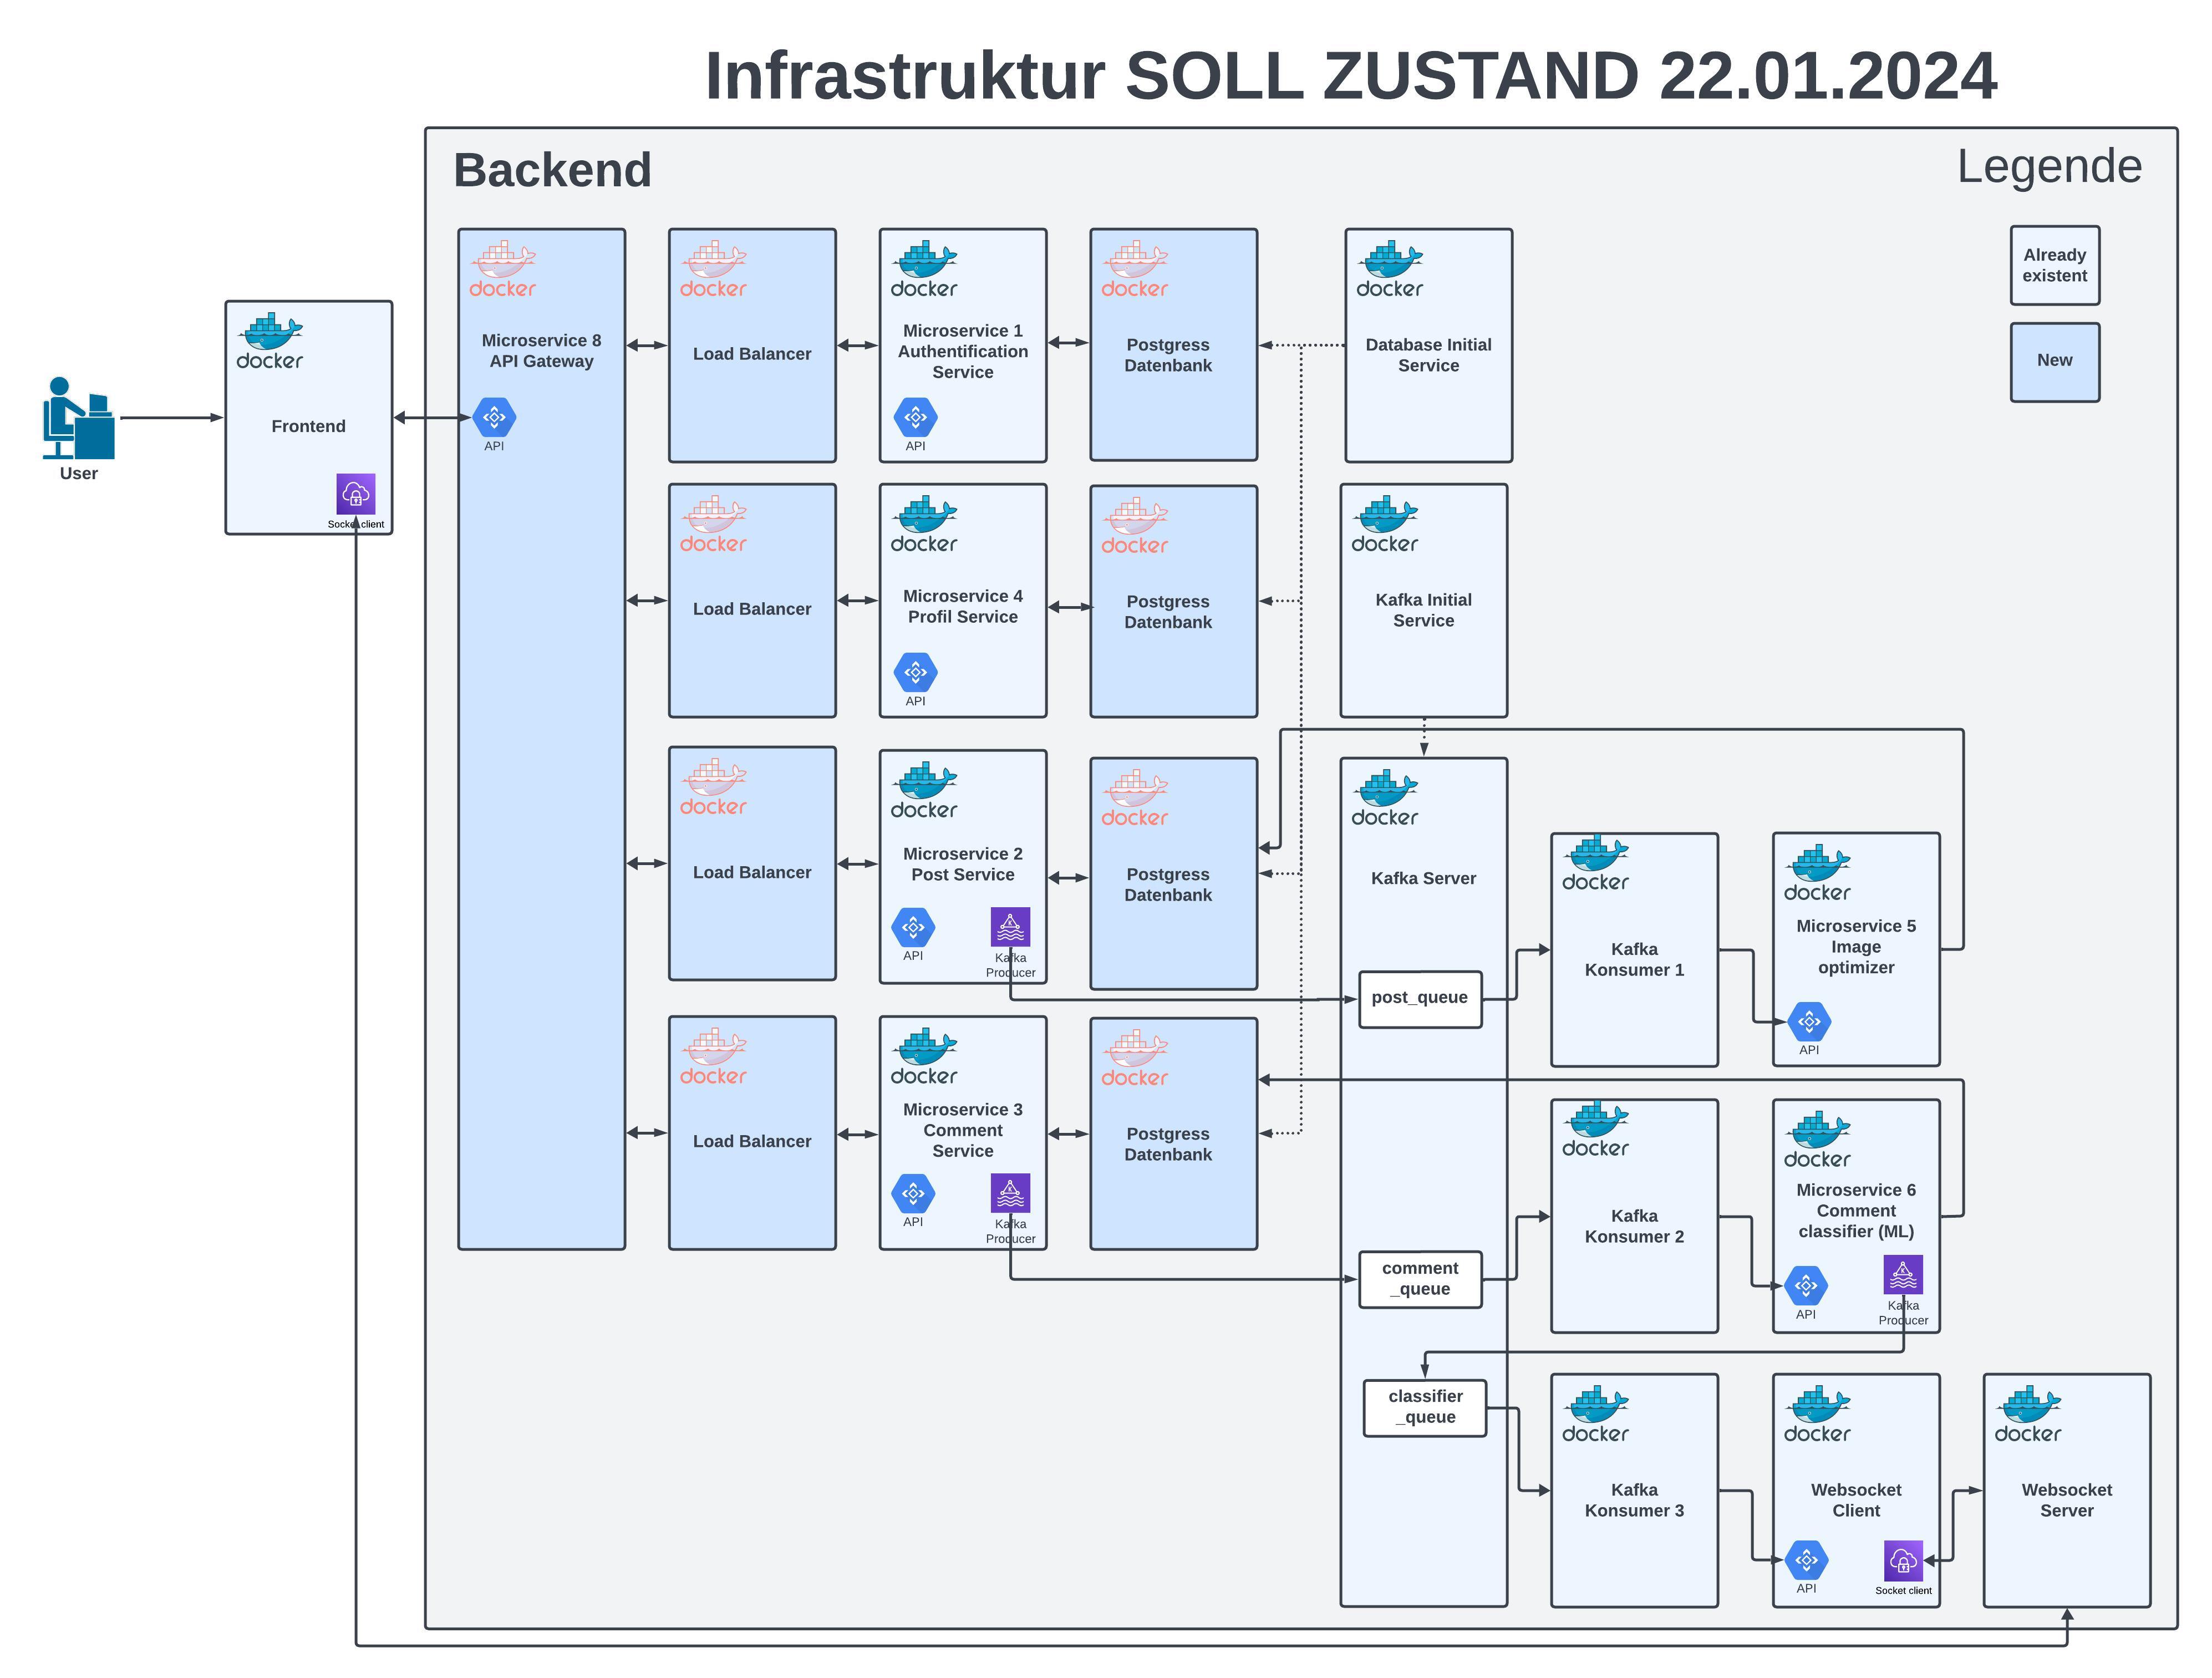 Infrastruktur SOLL ZUSTAND 22.01.2024
Backend
Legende
Already
existent
New
User
docker
Frontend
Socket client
docker
Microservice 8
API Gateway
API
docker
Load Balancer
docker
Microservice 1
Authentification
Service
API
docker
Postgress
Datenbank
docker
Database Initial
Service
docker
Load Balancer
docker
Microservice 4
Profil Service
API
docker
Postgress
Datenbank
docker
Kafka Initial
Service
docker
Load Balancer
docker
Microservice 2
Post Service
API
Kafka
Producer
docker
Postgress
Datenbank
docker
Kafka Server
post_queue
docker
Kafka
Konsumer 1
docker
Microservice 5
Image
optimizer
API
docker
Load Balancer
docker
Microservice 3
Comment
Service
API
Kafka
Producer
docker
Postgress
Datenbank
comment
_queue
docker
Kafka
Konsumer 2
docker
Microservice 6
Comment
classifier (ML)
API
Kafka
Producer
classifier
_queue
docker
Kafka
Konsumer 3
docker
Websocket
Client
API
Socket client
docker
Websocket
Server